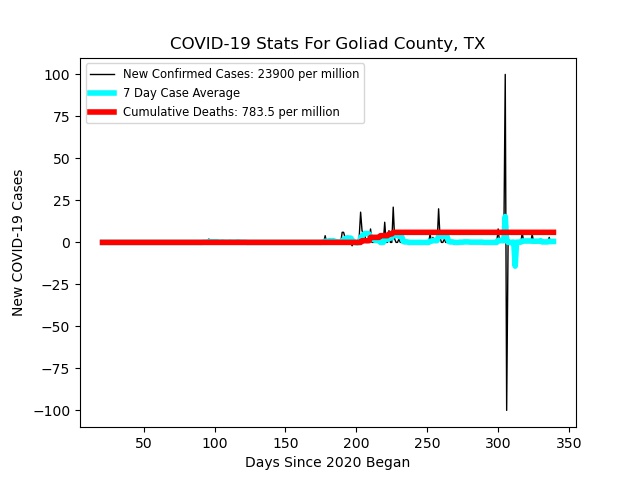 COVID-19 Stats For Goliad County, TX
New Confirmed Cases: 23900 per million
7 Day Case Average
Cumulative Deaths: 783.5 per million
New COVID-19 Cases
100
75
50
25
0
−25
−50
−75
−100
50 100 150 200 250 300 350
Days Since 2020 Began